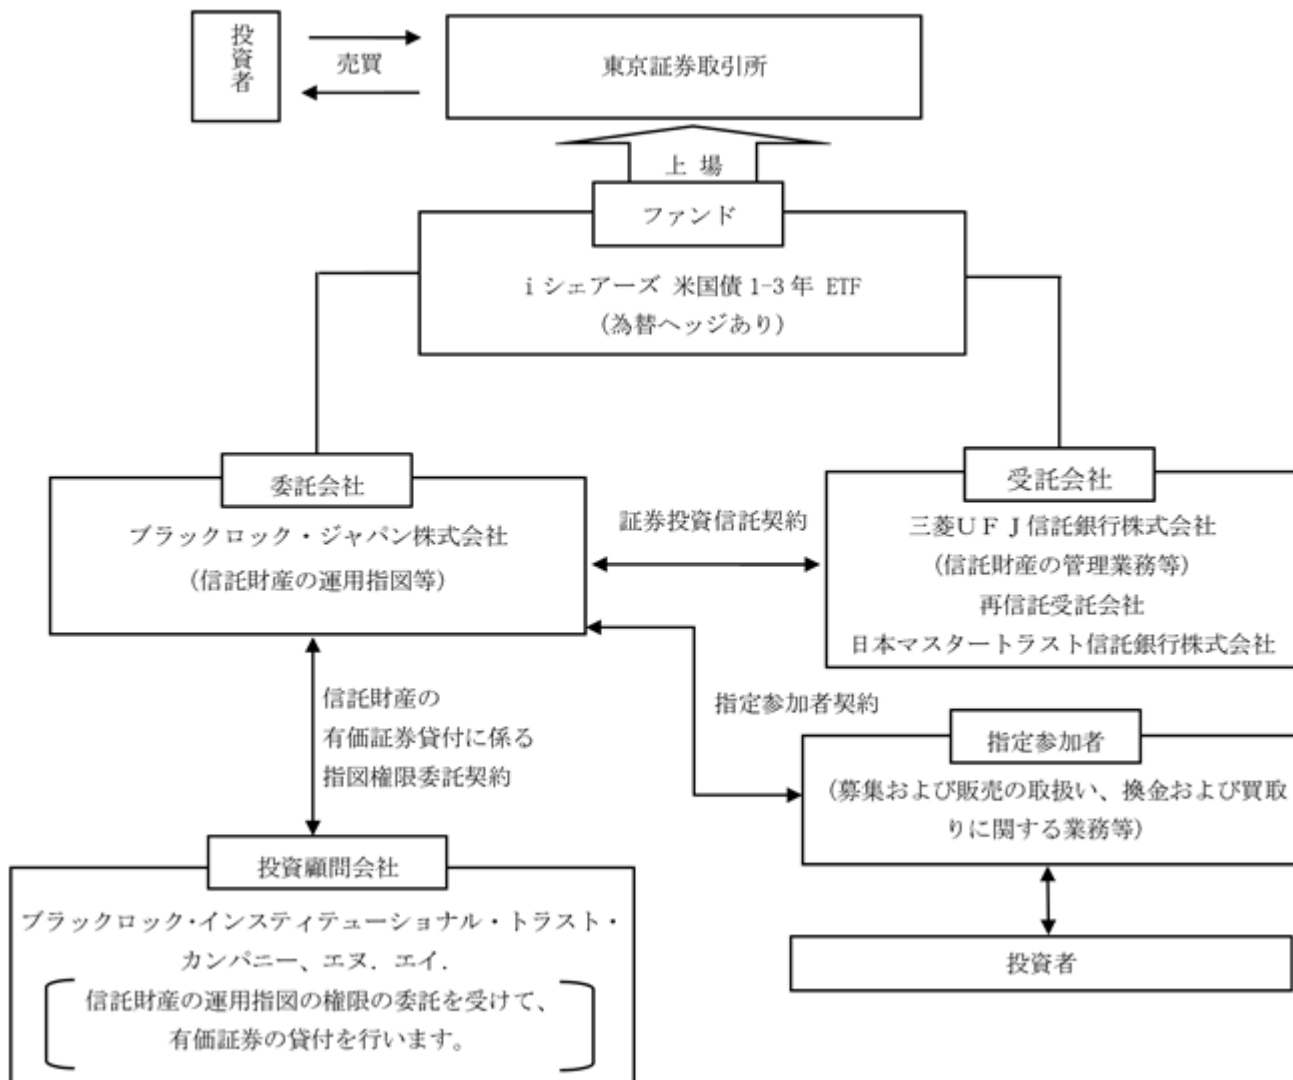 投資者
売買
東京証券取引所
上 場
ファンド
i シェアーズ 米国債 1-3 年 ETF
(為替ヘッジあり)
委託会社
ブラックロック・ジャパン株式会社
(信託財産の運用指図等)
証券投資信託契約
受託会社
三菱UFJ信託銀行株式会社
(信託財産の管理業務等)
再信託受託会社
日本マスタートラスト信託銀行株式会社
信託財産の
有価証券貸付に係る
指図権限委託契約
指定参加者契約
指定参加者
(募集および販売の取扱い、換金および買取
りに関する業務等)
投資顧問会社
ブラックロック・インスティテューショナル・トラスト・
カンパニー、エヌ．エイ．
信託財産の運用指図の権限の委託を受けて、
有価証券の貸付を行います。
投資者